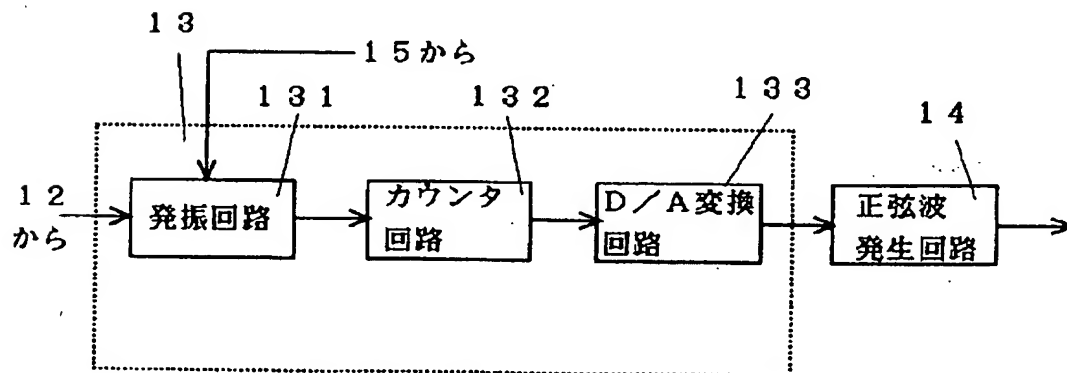 １３
１５から
１３１
１３２
１３３
１４
１２
から
発振回路
カウンタ
回路
Ｄ／Ａ変換
回路
正弦波
発生回路